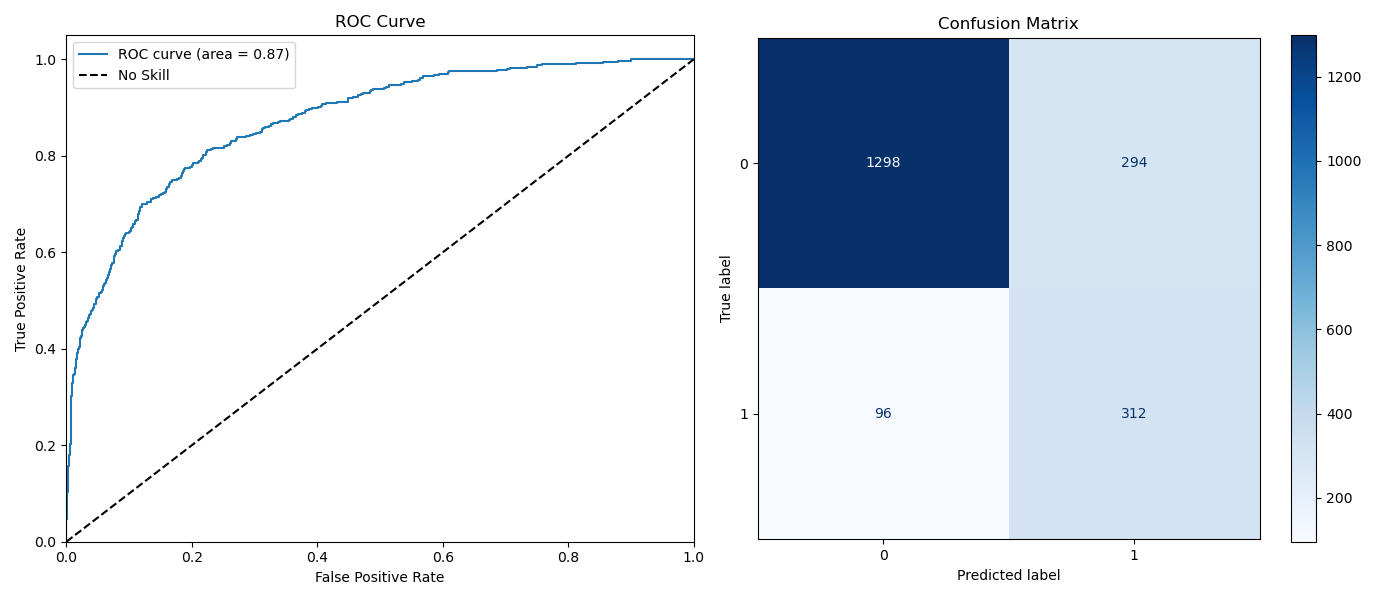 ROC Curve
ROC curve (area = 0.87)
No Skill
True Positive Rate
1.0
0.8
0.6
0.4
0.2
0.0
0.0 0.2 0.4 0.6 0.8 1.0
False Positive Rate
Confusion Matrix
True label
0
1
1298 294
96 312
0 1
Predicted label
1200
1000
800
600
400
200